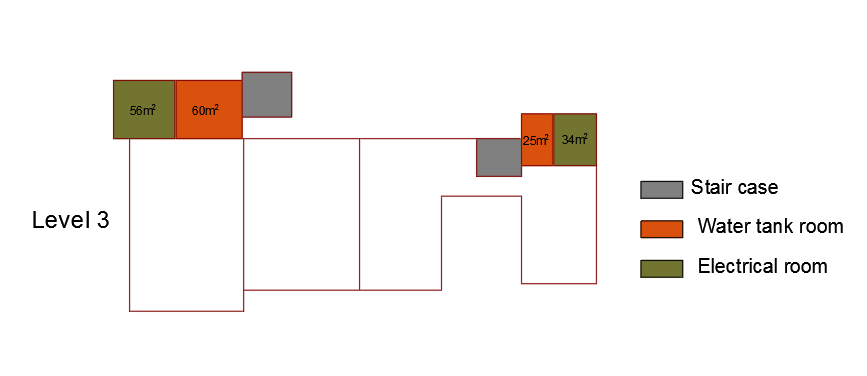 56m² 60m²
25m² 34m²
Stair case
Level 3
Water tank room
Electrical room